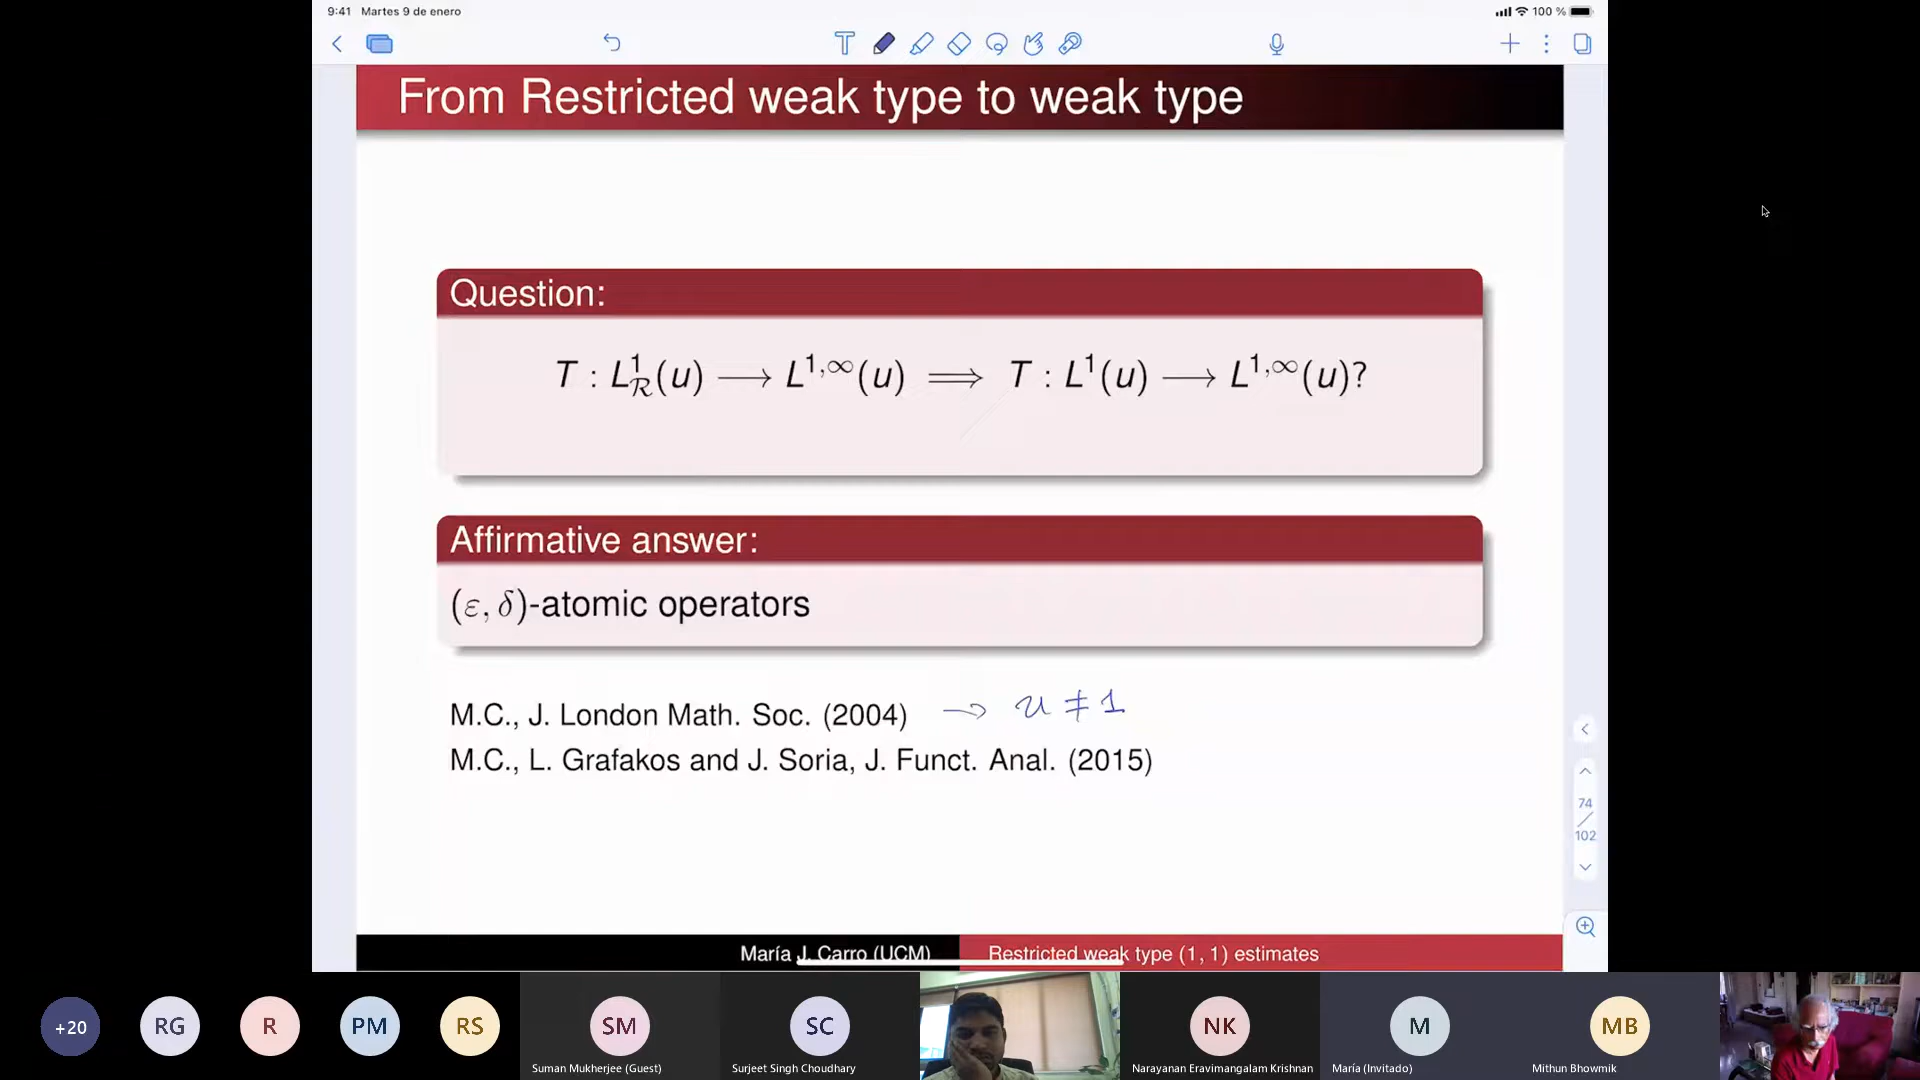 9:41 Martes 9 de enero 100 %
From Restricted weak type to weak type
Question:
T : L^1_ℛ(u) ⟶ L^{1,∞}(u) ⟹ T : L^1(u) ⟶ L^{1,∞}(u)?
Affirmative answer:
(ε, δ)-atomic operators
M.C., J. London Math. Soc. (2004) → u ≠ 1
M.C., L. Grafakos and J. Soria, J. Funct. Anal. (2015)
74
102
María J. Carro (UCM) Restricted weak type (1, 1) estimates
+20 RG R PM RS SM SC NK M MB
Suman Mukherjee (Guest) Surjeet Singh Choudhary Narayanan Eravimangalam Krishnan María (Invitado) Mithun Bhowmik